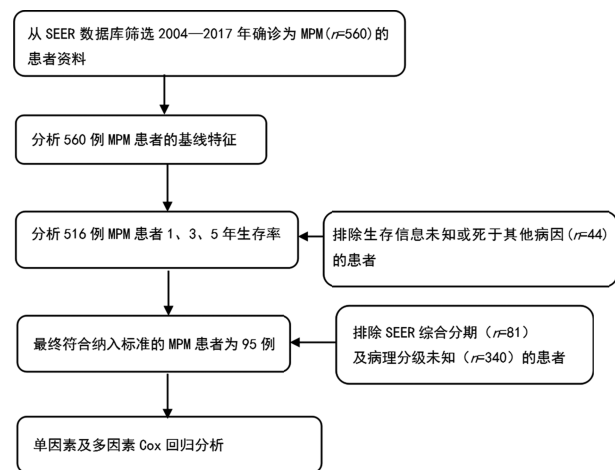 从 SEER 数据库筛选 2004—2017 年确诊为 MPM(n=560)的
患者资料
分析 560 例 MPM 患者的基线特征
分析 516 例 MPM 患者 1、3、5 年生存率
排除生存信息未知或死于其他病因(n=44)
的患者
最终符合纳入标准的 MPM 患者为 95 例
排除 SEER 综合分期（n=81）
及病理分级未知（n=340）的患者
单因素及多因素 Cox 回归分析